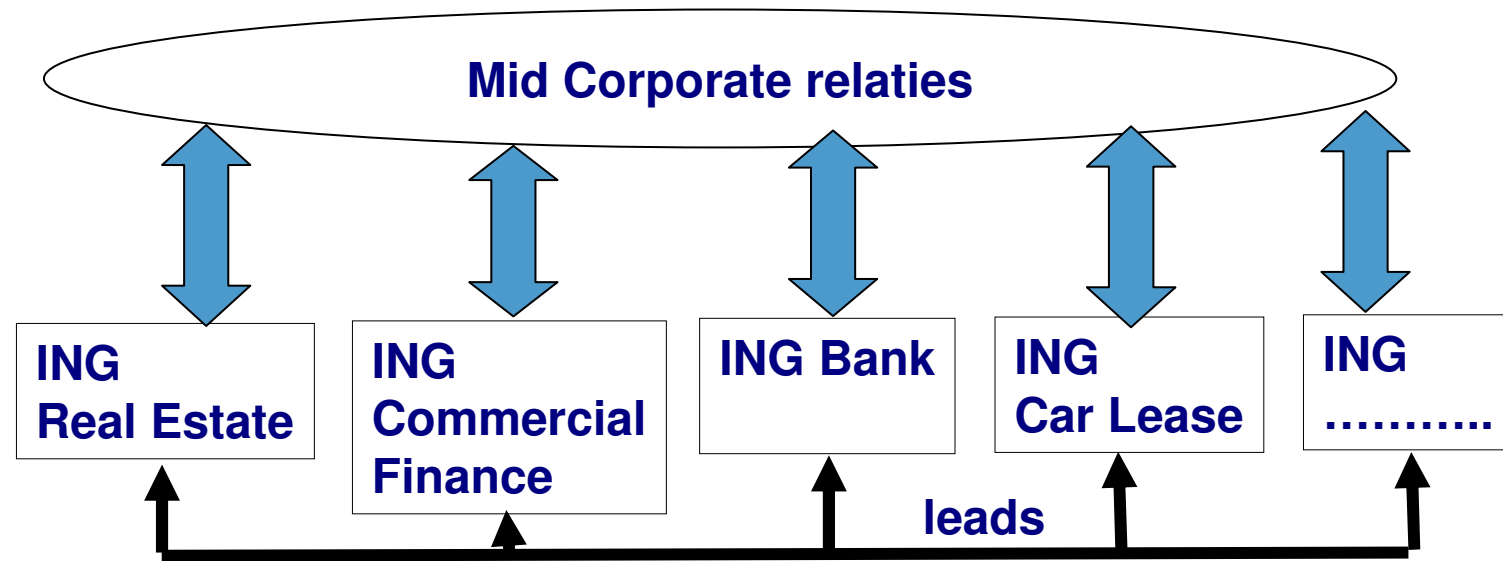 Mid Corporate relaties
ING
Real Estate
ING
Commercial
Finance
ING Bank
ING
Car Lease
ING
………..
leads